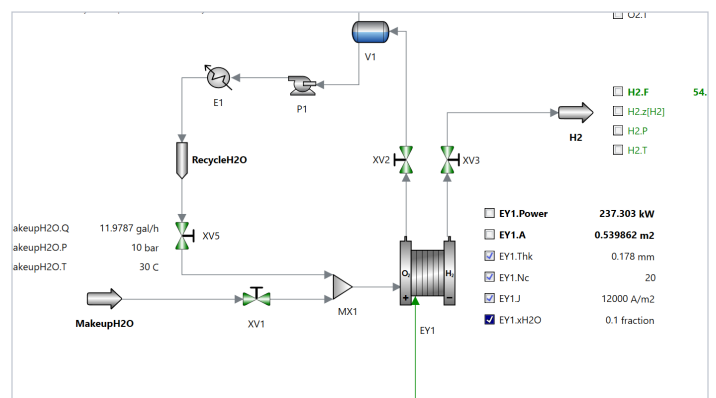 O2.T
V1
E1
P1
H2.F 54.
H2.z[H2]
H2.P
H2.T
H2
RecycleH2O
XV2
XV3
akeupH2O.Q 11.9787 gal/h
akeupH2O.P 10 bar
akeupH2O.T 30 C
XV5
EY1.Power 237.303 kW
EY1.A 0.539862 m2
EY1.Thk 0.178 mm
EY1.Nc 20
EY1.J 12000 A/m2
EY1.xH2O 0.1 fraction
O2
H2
+
−
MX1
MakeupH2O
XV1
EY1